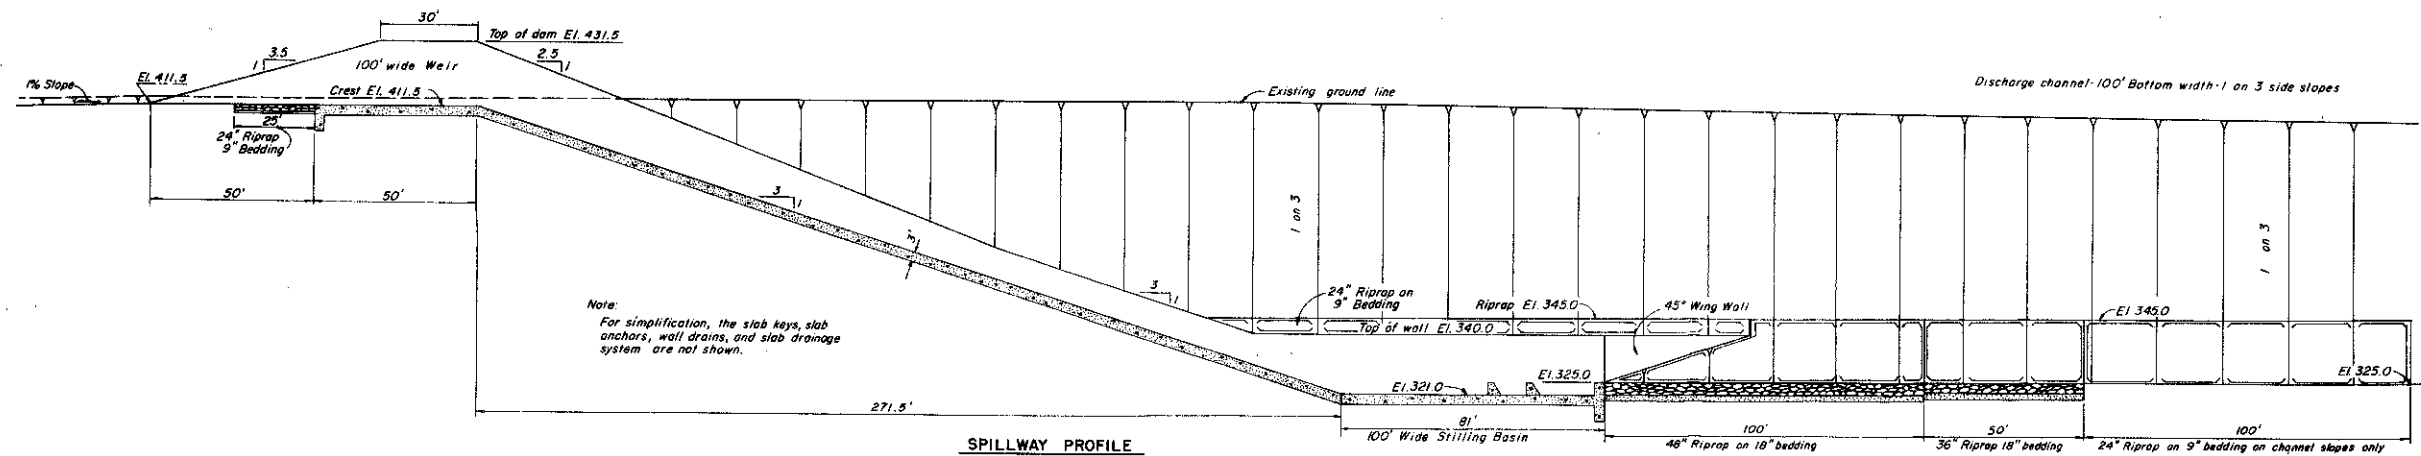 30'
Top of dam El. 431.5
3.5
1
2.5
1
100' wide Weir
1% Slope
El. 411.5
Crest El. 411.5
Existing ground line
Discharge channel-100' Bottom width-1 on 3 side slopes
25'
24" Riprap
9" Bedding
50'
50'
3
1
1 on 3
1 on 3
3'
Note:
For simplification, the slab keys, slab
anchors, wall drains, and slab drainage
system are not shown.
3
1
24" Riprap on
9" Bedding
Riprap El. 345.0
45° Wing Wall
El. 345.0
Top of wall El. 340.0
El. 321.0
El. 325.0
El. 325.0
271.5'
81'
100' Wide Stilling Basin
100'
48" Riprap on 18" bedding
50'
36" Riprap 18" bedding
100'
24" Riprap on 9" bedding on channel slopes only
SPILLWAY PROFILE